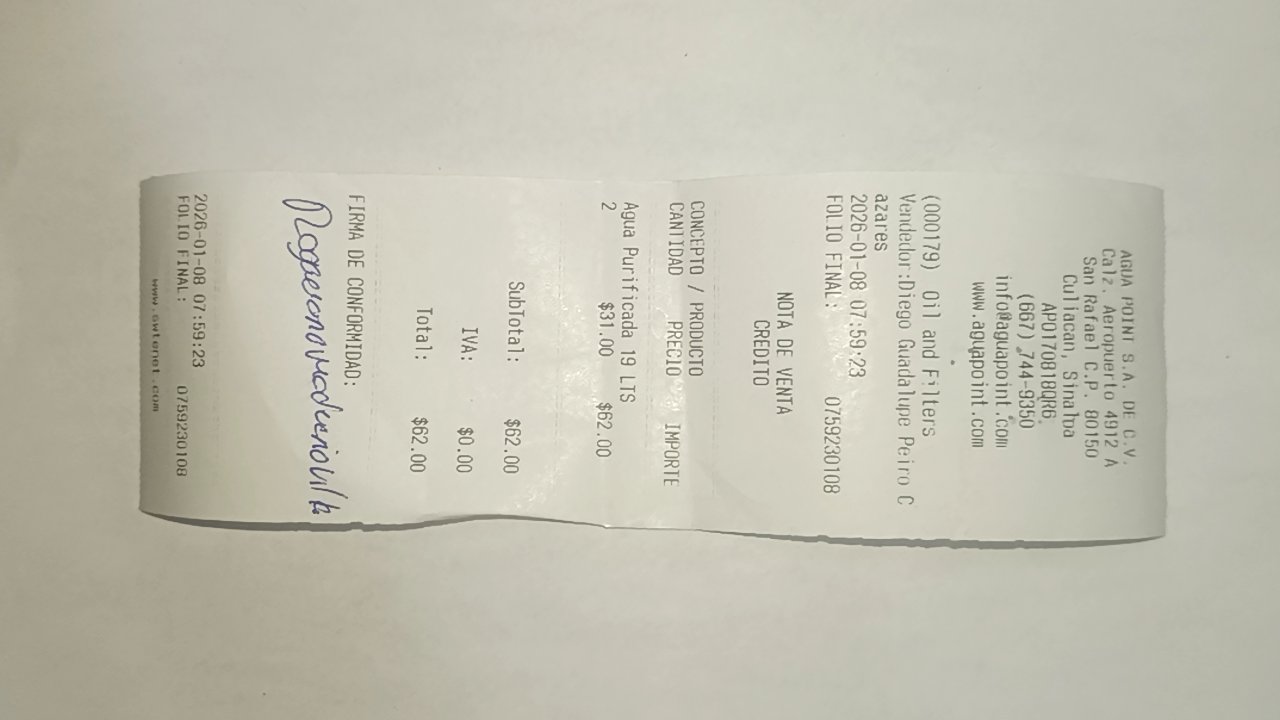 AGUA POINT S.A. DE C.V.
Calz. Aeropuerto 4912 A
San Rafael C.P. 80150
Culiacan, Sinaloa
APO170818QR6
(667) 744-9350
info@aguapoint.com
www.aguapoint.com
(000179) Oil and Filters
Vendedor:Diego Guadalupe Peiro C
azares
2026-01-08 07:59:23
FOLIO FINAL: 0759230108
NOTA DE VENTA
CREDITO
CONCEPTO / PRODUCTO
CANTIDAD PRECIO IMPORTE
Agua Purificada 19 LTS
2 $31.00 $62.00
SubTotal: $62.00
IVA: $0.00
Total: $62.00
FIRMA DE CONFORMIDAD:
2026-01-08 07:59:23
FOLIO FINAL: 0759230108